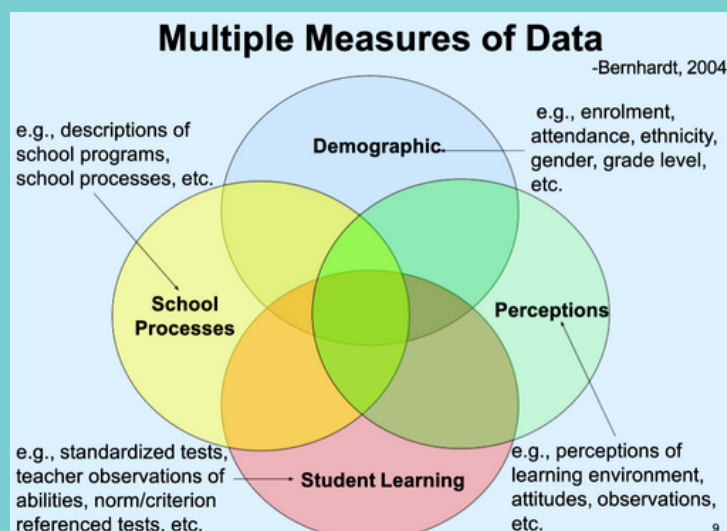 Multiple Measures of Data
-Bernhardt, 2004
e.g., descriptions of
school programs,
school processes, etc.
Demographic.
e.g., enrolment,
attendance, ethnicity,
gender, grade level,
etc.
School
Processes
Perceptions
e.g., standardized tests,
teacher observations of
abilities, norm/criterion
referenced tests, etc.
Student Learning
e.g., perceptions of
learning environment,
attitudes, observations,
etc.
9